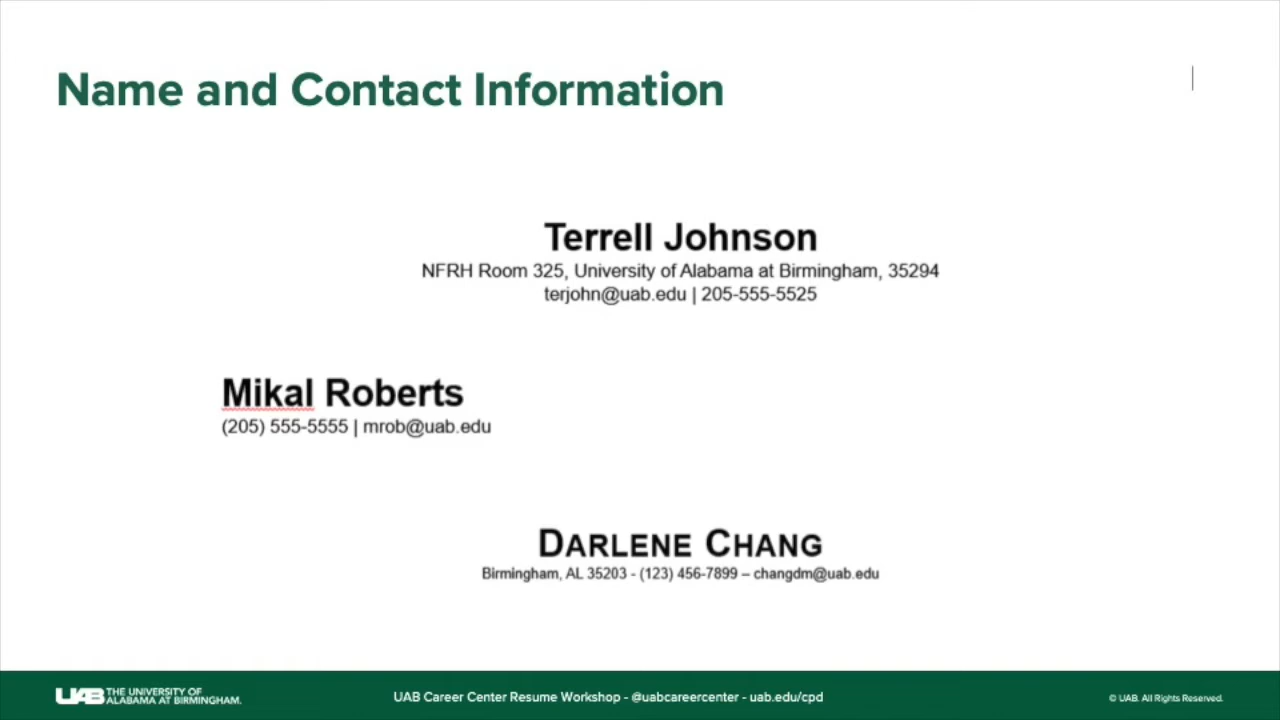 Name and Contact Information
Terrell Johnson
NFRH Room 325, University of Alabama at Birmingham, 35294
terjohn@uab.edu | 205-555-5525
Mikal Roberts
(205) 555-5555 | mrob@uab.edu
DARLENE CHANG
Birmingham, AL 35203 - (123) 456-7899 – changdm@uab.edu
UAB THE UNIVERSITY OF
ALABAMA AT BIRMINGHAM.
UAB Career Center Resume Workshop - @uabcareercenter - uab.edu/cpd
© UAB. All Rights Reserved.